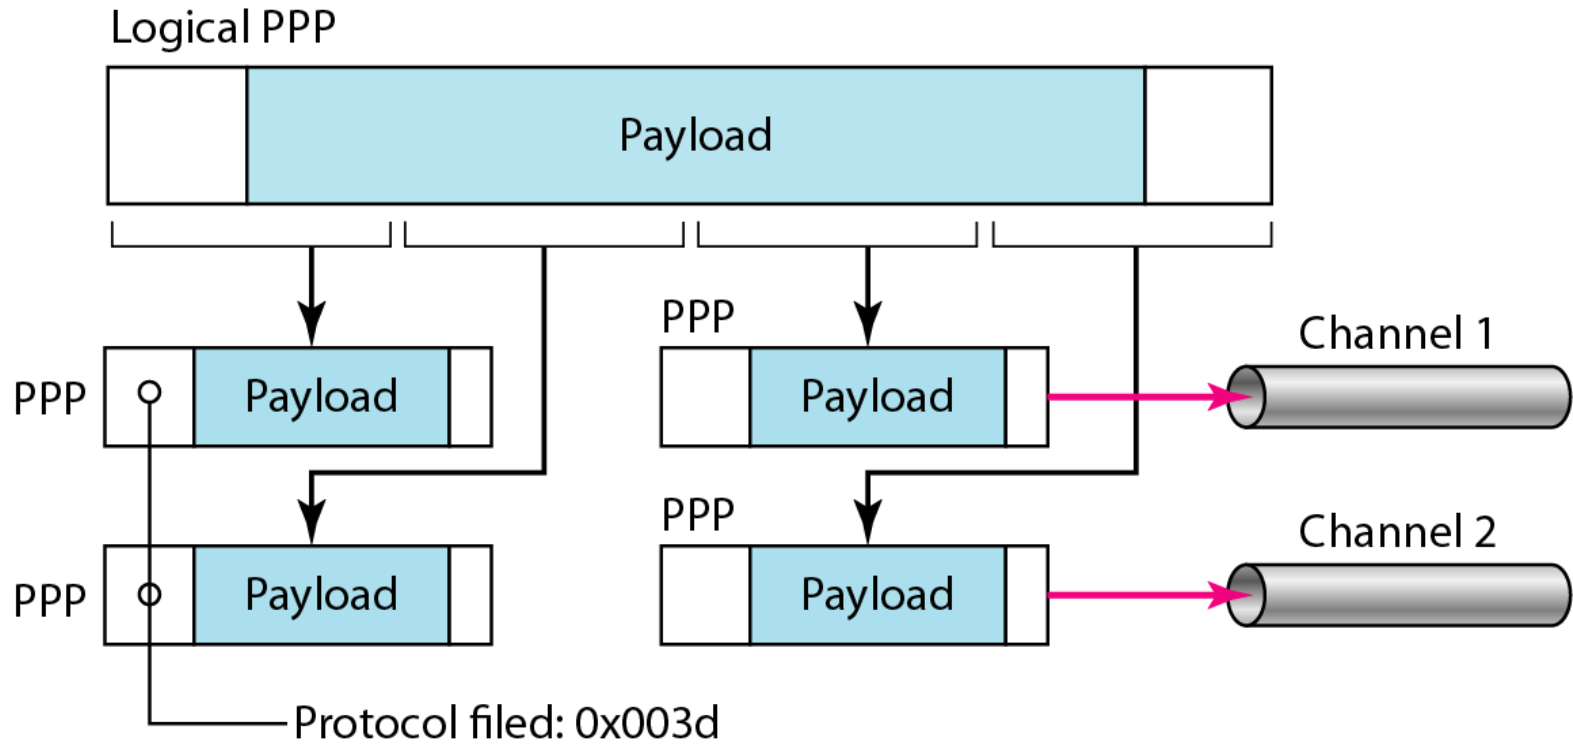 Logical PPP
Payload
PPP
Channel 1
PPP
Payload
Payload
PPP
Channel 2
PPP
Payload
Payload
Protocol filed: 0x003d